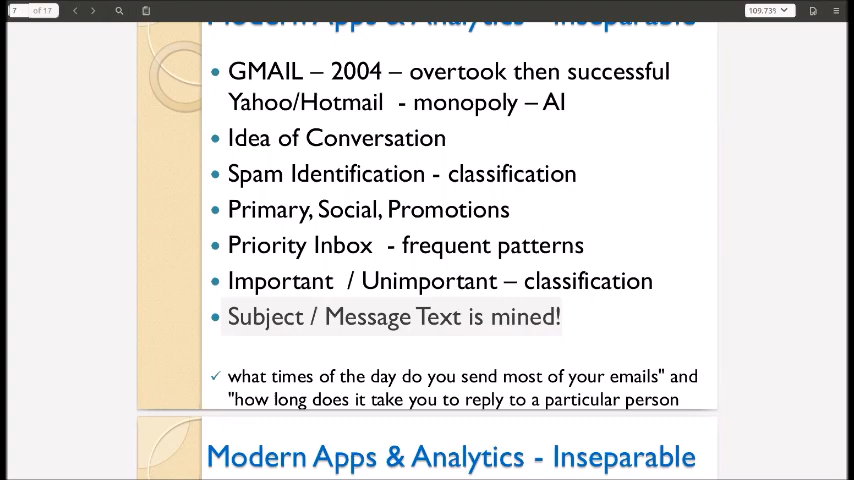 7 of 17
109.73%
Modern Apps & Analytics - Inseparable
• GMAIL – 2004 – overtook then successful
Yahoo/Hotmail - monopoly – AI
• Idea of Conversation
• Spam Identification - classification
• Primary, Social, Promotions
• Priority Inbox - frequent patterns
• Important / Unimportant – classification
• Subject / Message Text is mined!
✓ what times of the day do you send most of your emails" and
"how long does it take you to reply to a particular person
Modern Apps & Analytics - Inseparable